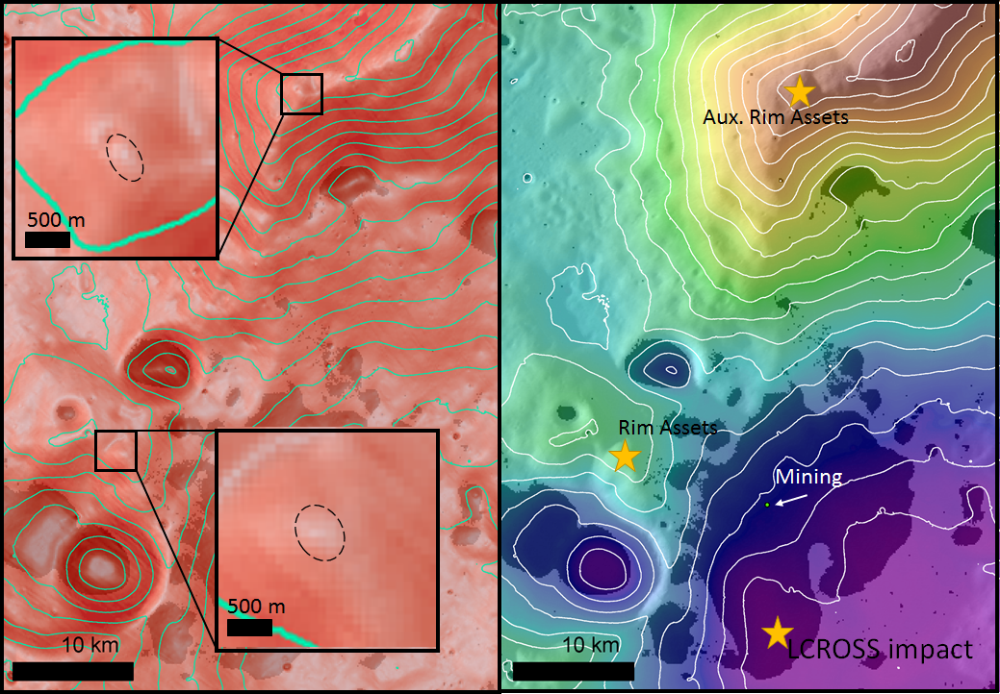 500 m
500 m
10 km
Aux. Rim Assets
Rim Assets
Mining
LCROSS impact
10 km